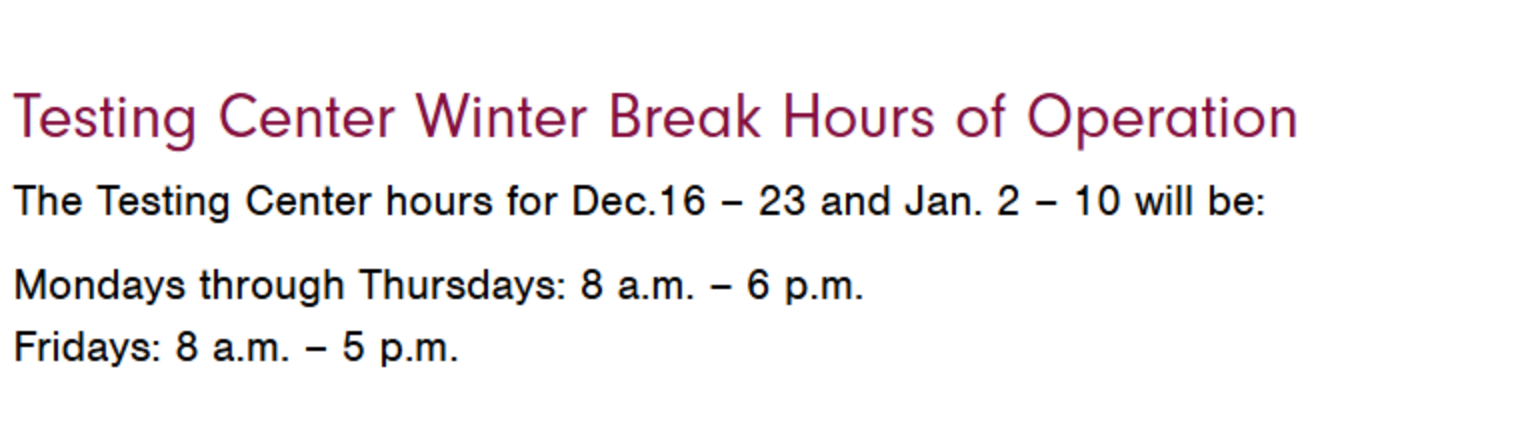 Testing Center Winter Break Hours of Operation
The Testing Center hours for Dec.16 – 23 and Jan. 2 – 10 will be:
Mondays through Thursdays: 8 a.m. – 6 p.m.
Fridays: 8 a.m. – 5 p.m.